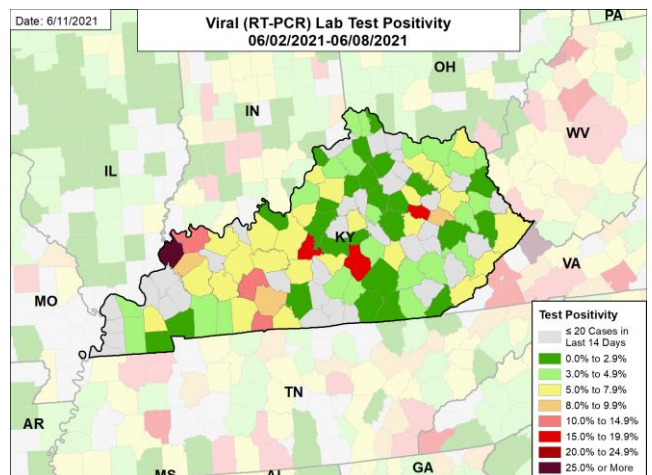 Date: 6/11/2021
Viral (RT-PCR) Lab Test Positivity
06/02/2021-06/08/2021
PA
OH
IN
WV
IL
KY
VA
MO
TN
AR
MS
AL
GA
Test Positivity
≤ 20 Cases in
Last 14 Days
0.0% to 2.9%
3.0% to 4.9%
5.0% to 7.9%
8.0% to 9.9%
10.0% to 14.9%
15.0% to 19.9%
20.0% to 24.9%
25.0% or More